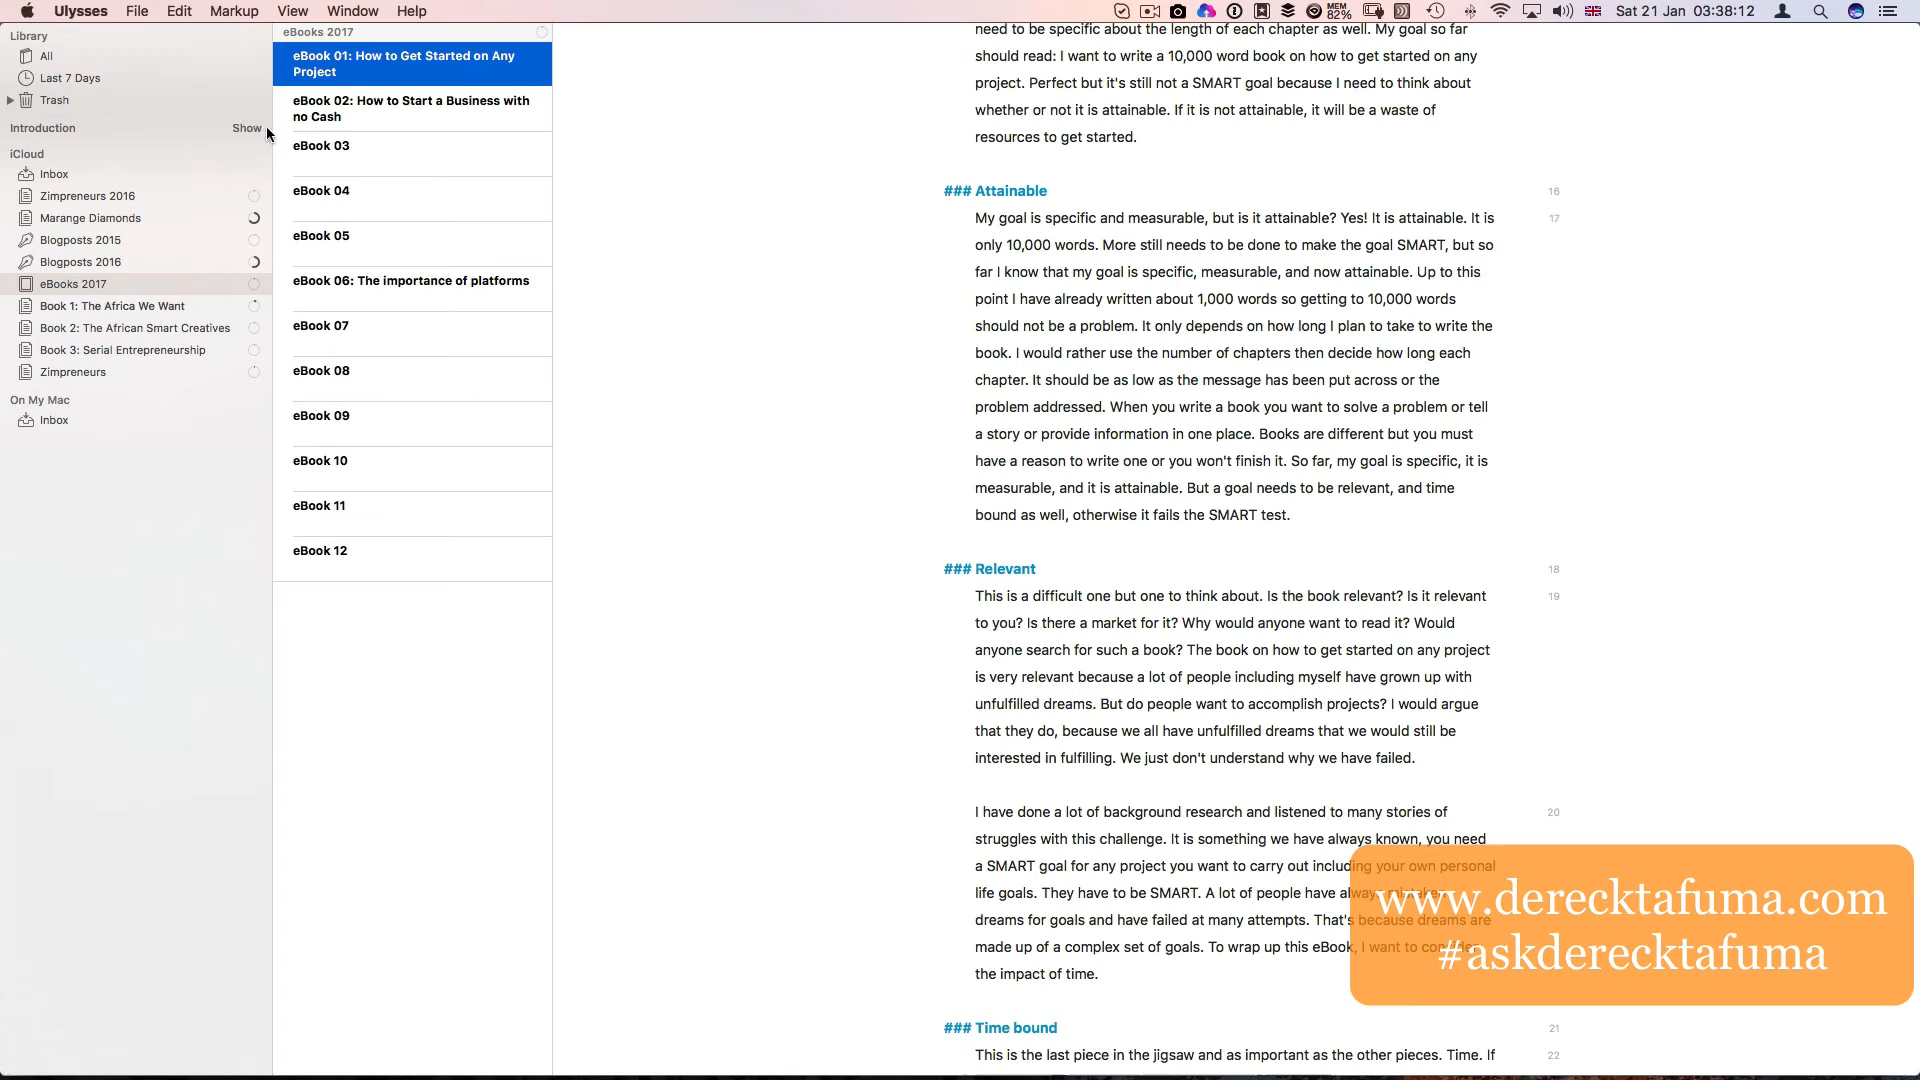 Ulysses File Edit View Markup Window Help
MEM 82% Sat 21 Jan 03:38:12
Library
All
Last 7 Days
Trash
Introduction Show
iCloud
Inbox
Zimpreneurs 2016
Marange Diamonds
Blogposts 2015
Blogposts 2016
eBooks 2017
Book 1: The Africa We Want
Book 2: The African Smart Creatives
Book 3: Serial Entrepreneurship
Zimpreneurs
On My Mac
Inbox
eBooks 2017
eBook 01: How to Get Started on Any
Project
eBook 02: How to Start a Business with
no Cash
eBook 03
eBook 04
eBook 05
eBook 06: The importance of platforms
eBook 07
eBook 08
eBook 09
eBook 10
eBook 11
eBook 12
need to be specific about the length of each chapter as well. My goal so far
should read: I want to write a 10,000 word book on how to get started on any
project. Perfect but it's still not a SMART goal because I need to think about
whether or not it is attainable. If it is not attainable, it will be a waste of
resources to get started.
### Attainable 16
My goal is specific and measurable, but is it attainable? Yes! It is attainable. It is 17
only 10,000 words. More still needs to be done to make the goal SMART, but so
far I know that my goal is specific, measurable, and now attainable. Up to this
point I have already written about 1,000 words so getting to 10,000 words
should not be a problem. It only depends on how long I plan to take to write the
book. I would rather use the number of chapters then decide how long each
chapter. It should be as low as the message has been put across or the
problem addressed. When you write a book you want to solve a problem or tell
a story or provide information in one place. Books are different but you must
have a reason to write one or you won't finish it. So far, my goal is specific, it is
measurable, and it is attainable. But a goal needs to be relevant, and time
bound as well, otherwise it fails the SMART test.
### Relevant 18
This is a difficult one but one to think about. Is the book relevant? Is it relevant 19
to you? Is there a market for it? Why would anyone want to read it? Would
anyone search for such a book? The book on how to get started on any project
is very relevant because a lot of people including myself have grown up with
unfulfilled dreams. But do people want to accomplish projects? I would argue
that they do, because we all have unfulfilled dreams that we would still be
interested in fulfilling. We just don't understand why we have failed.
I have done a lot of background research and listened to many stories of 20
struggles with this challenge. It is something we have always known, you need
a SMART goal for any project you want to carry out including your own personal
life goals. They have to be SMART. A lot of people have always mistaken
dreams for goals and have failed at many attempts. That's because dreams are
made up of a complex set of goals. To wrap up this eBook, I want to consider
the impact of time.
### Time bound 21
This is the last piece in the jigsaw and as important as the other pieces. Time. If 22
www.derecktafuma.com
#askderecktafuma